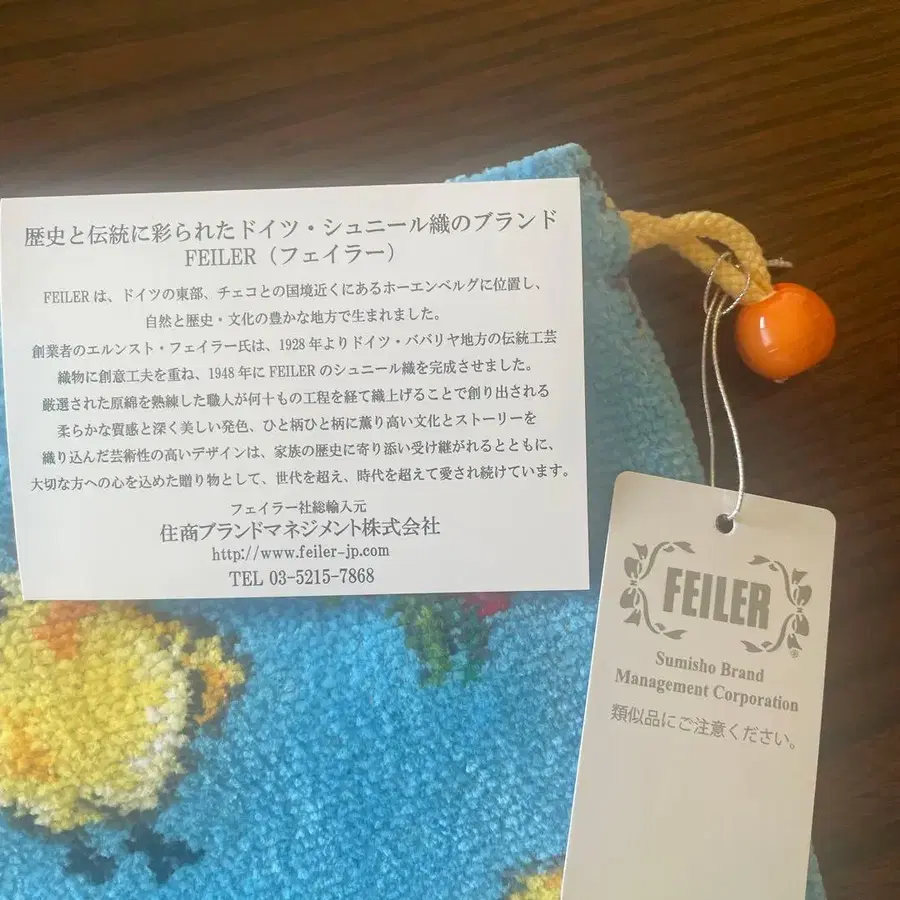 歴史と伝統に彩られたドイツ・シュニール織のブランド
FEILER（フェイラー）
FEILERは、ドイツの東部、チェコとの国境近くにあるホーエンベルグに位置し、
自然と歴史・文化の豊かな地方で生まれました。
創業者のエルンスト・フェイラー氏は、1928年よりドイツ・ババリヤ地方の伝統工芸
織物に創意工夫を重ね、1948年にFEILERのシュニール織を完成させました。
厳選された原綿を熟練した職人が何十もの工程を経て織上げることで創り出される
柔らかな質感と深く美しい発色、ひと柄ひと柄に薫り高い文化とストーリーを
織り込んだ芸術性の高いデザインは、家族の歴史に寄り添い受け継がれるとともに、
大切な方への心を込めた贈り物として、世代を超え、時代を超えて愛され続けています。
フェイラー社総輸入元
住商ブランドマネジメント株式会社
http://www.feiler-jp.com
TEL 03-5215-7868
FEILER®
Sumisho Brand
Management Corporation
類似品にご注意ください。